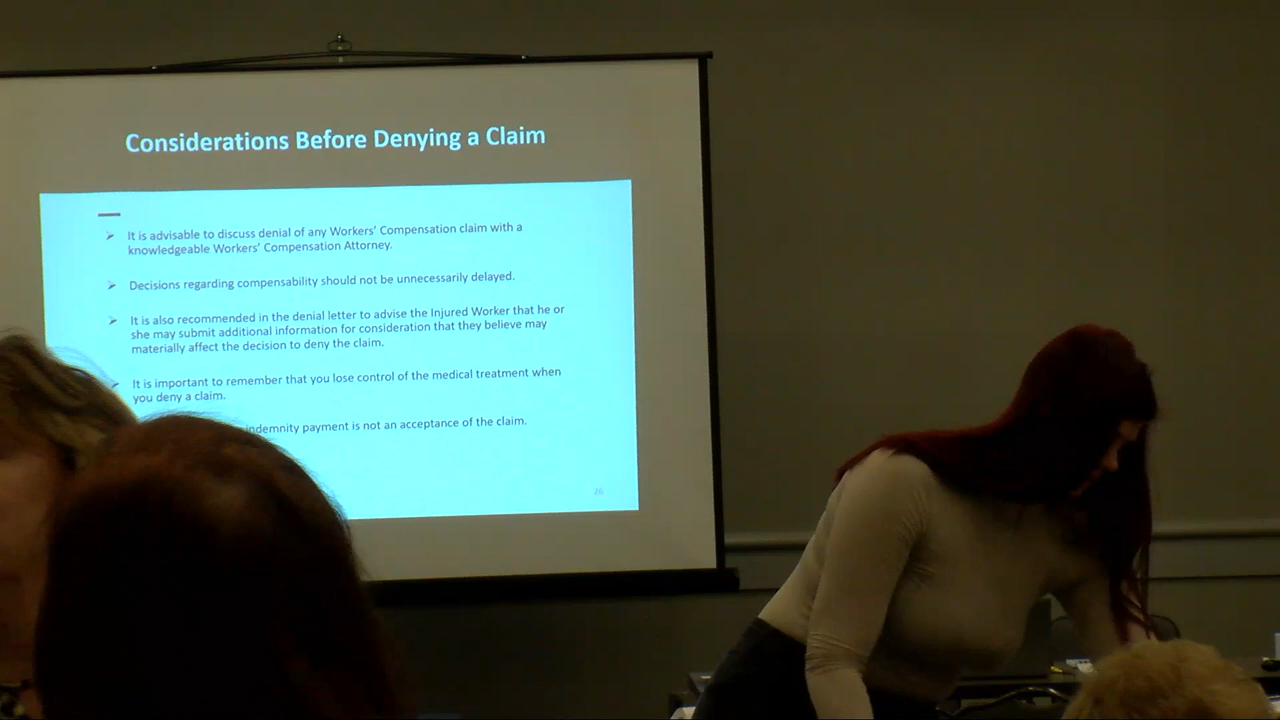 Considerations Before Denying a Claim
It is advisable to discuss denial of any Workers' Compensation claim with a
knowledgeable Workers' Compensation Attorney.
Decisions regarding compensability should not be unnecessarily delayed.
It is also recommended in the denial letter to advise the Injured Worker that he or
she may submit additional information for consideration that they believe may
materially affect the decision to deny the claim.
It is important to remember that you lose control of the medical treatment when
you deny a claim.
indemnity payment is not an acceptance of the claim.
26